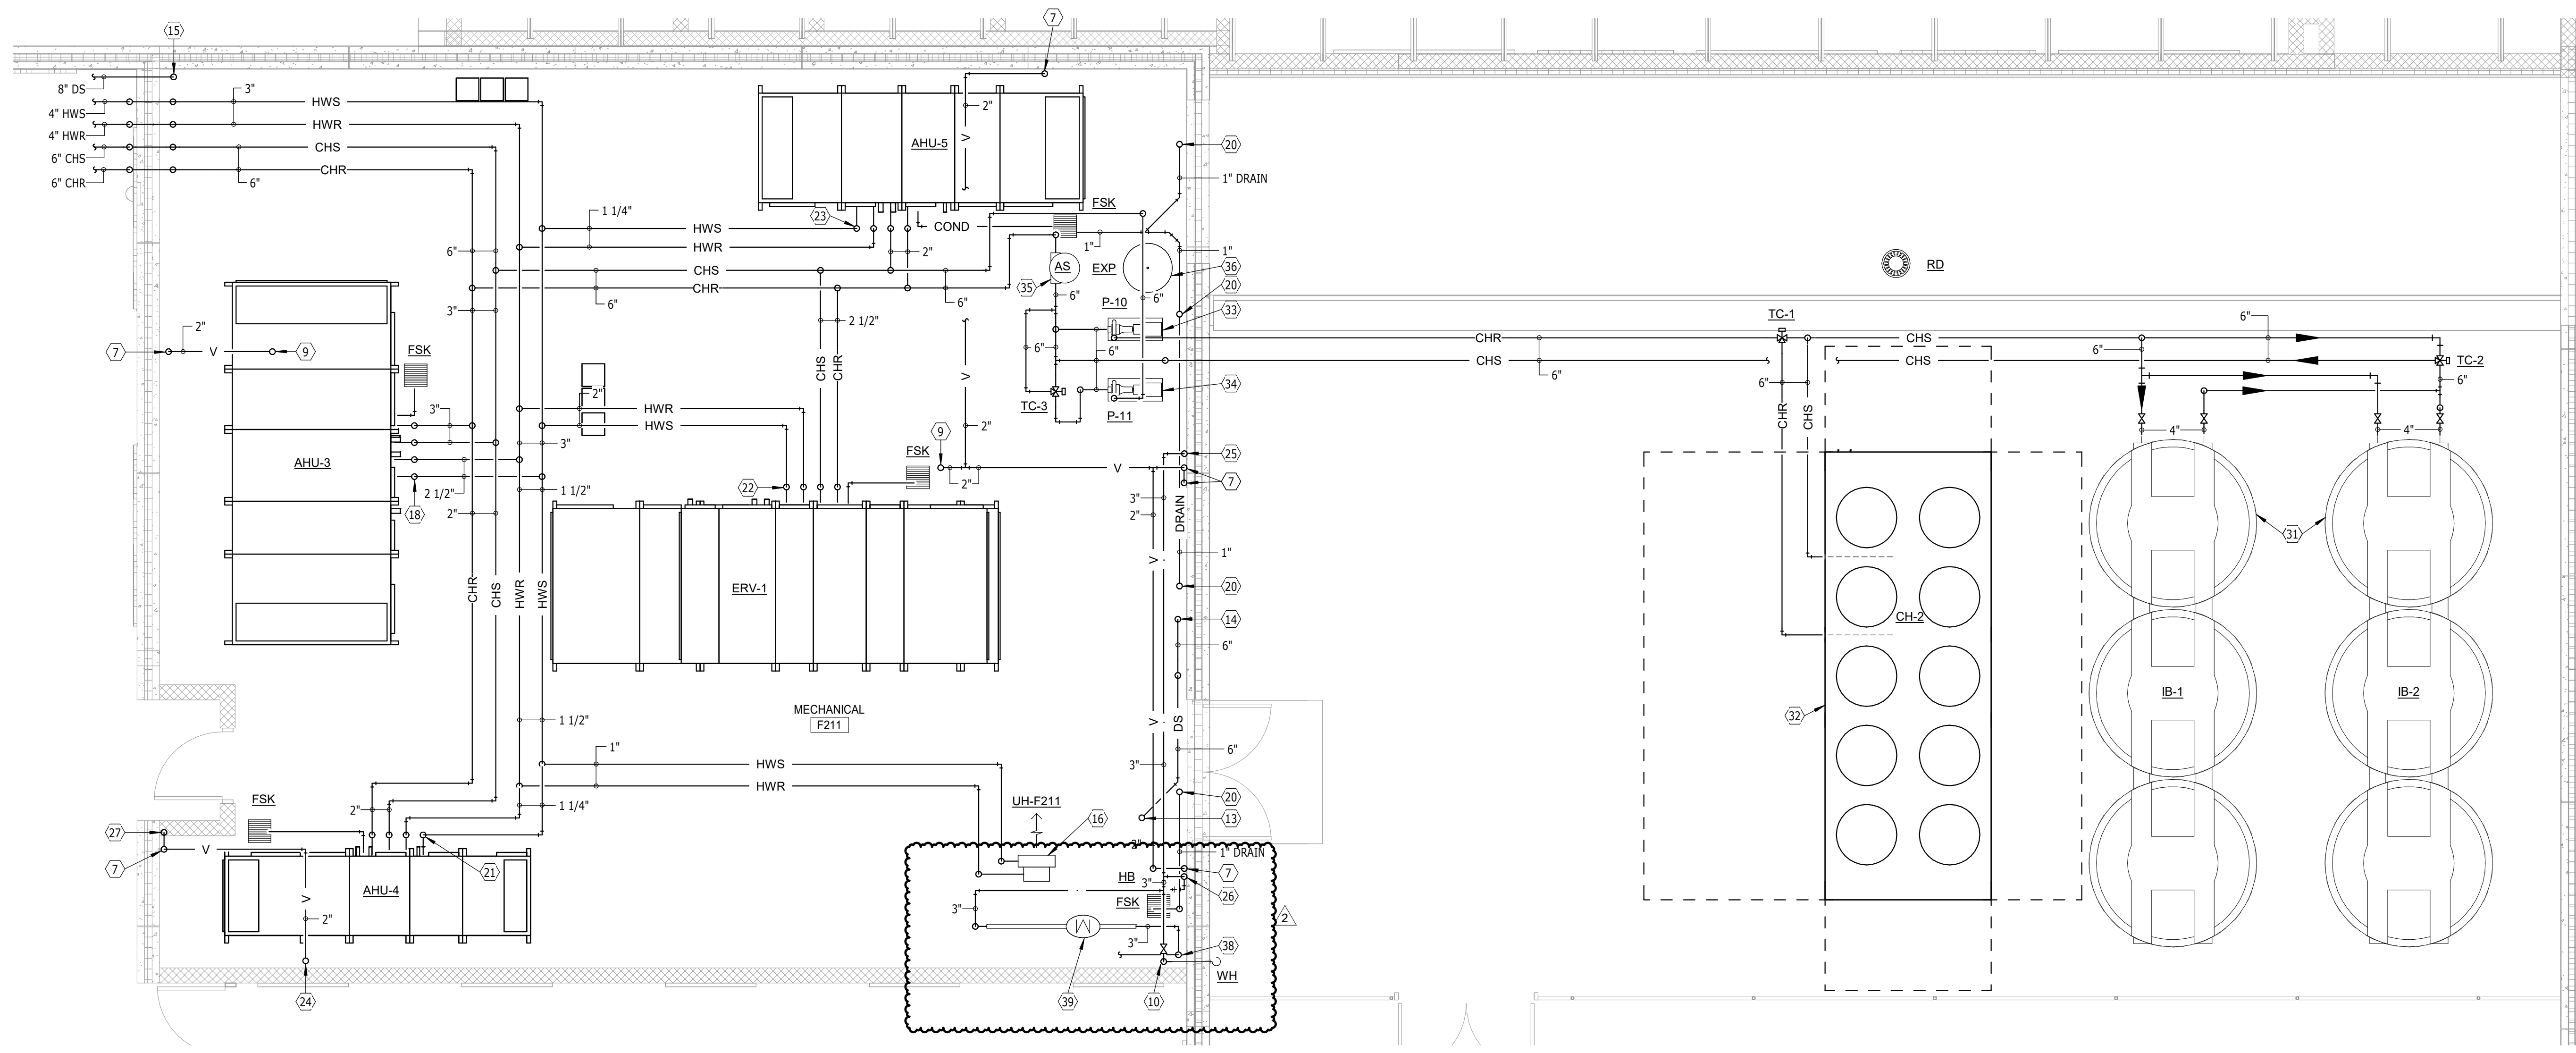 15
7
8" DS
3"
HWS
4" HWS
2"
HWR
4" HWR
V
CHS
AHU-5
20
6" CHS
CHR
6" CHR
6"
1" DRAIN
FSK
1 1/4"
23
HWS
COND
HWR
1"
6"
2"
1"
CHS
AS
EXP
36
RD
CHR
35
20
6"
6"
6"
6"
P-10
3"
33
TC-1
6"
2 1/2"
2"
CHR
CHS
7
V
9
FSK
6"
6"
6"
CHS
CHR
V
CHS
CHS
TC-2
6"
6"
6"
34
2"
TC-3
P-11
3"
HWR
CHR
CHS
HWS
2"
9
FSK
4"
4"
3"
25
AHU-3
V
2 1/2"
1 1/2"
22
2"
7
18
3"
2"
2"
DRAIN
31
1"
V
CHR
CHS
HWR
HWS
ERV-1
20
14
CH-2
6"
IB-1
IB-2
MECHANICAL
F211
32
1 1/2"
V
DS
6"
1"
HWS
3"
HWR
FSK
2"
1 1/4"
UH-F211
20
16
13
27
V
2"
1" DRAIN
7
21
HB
3"
7
AHU-4
V
26
FSK
2"
3"
2
3"
38
WH
24
39
10